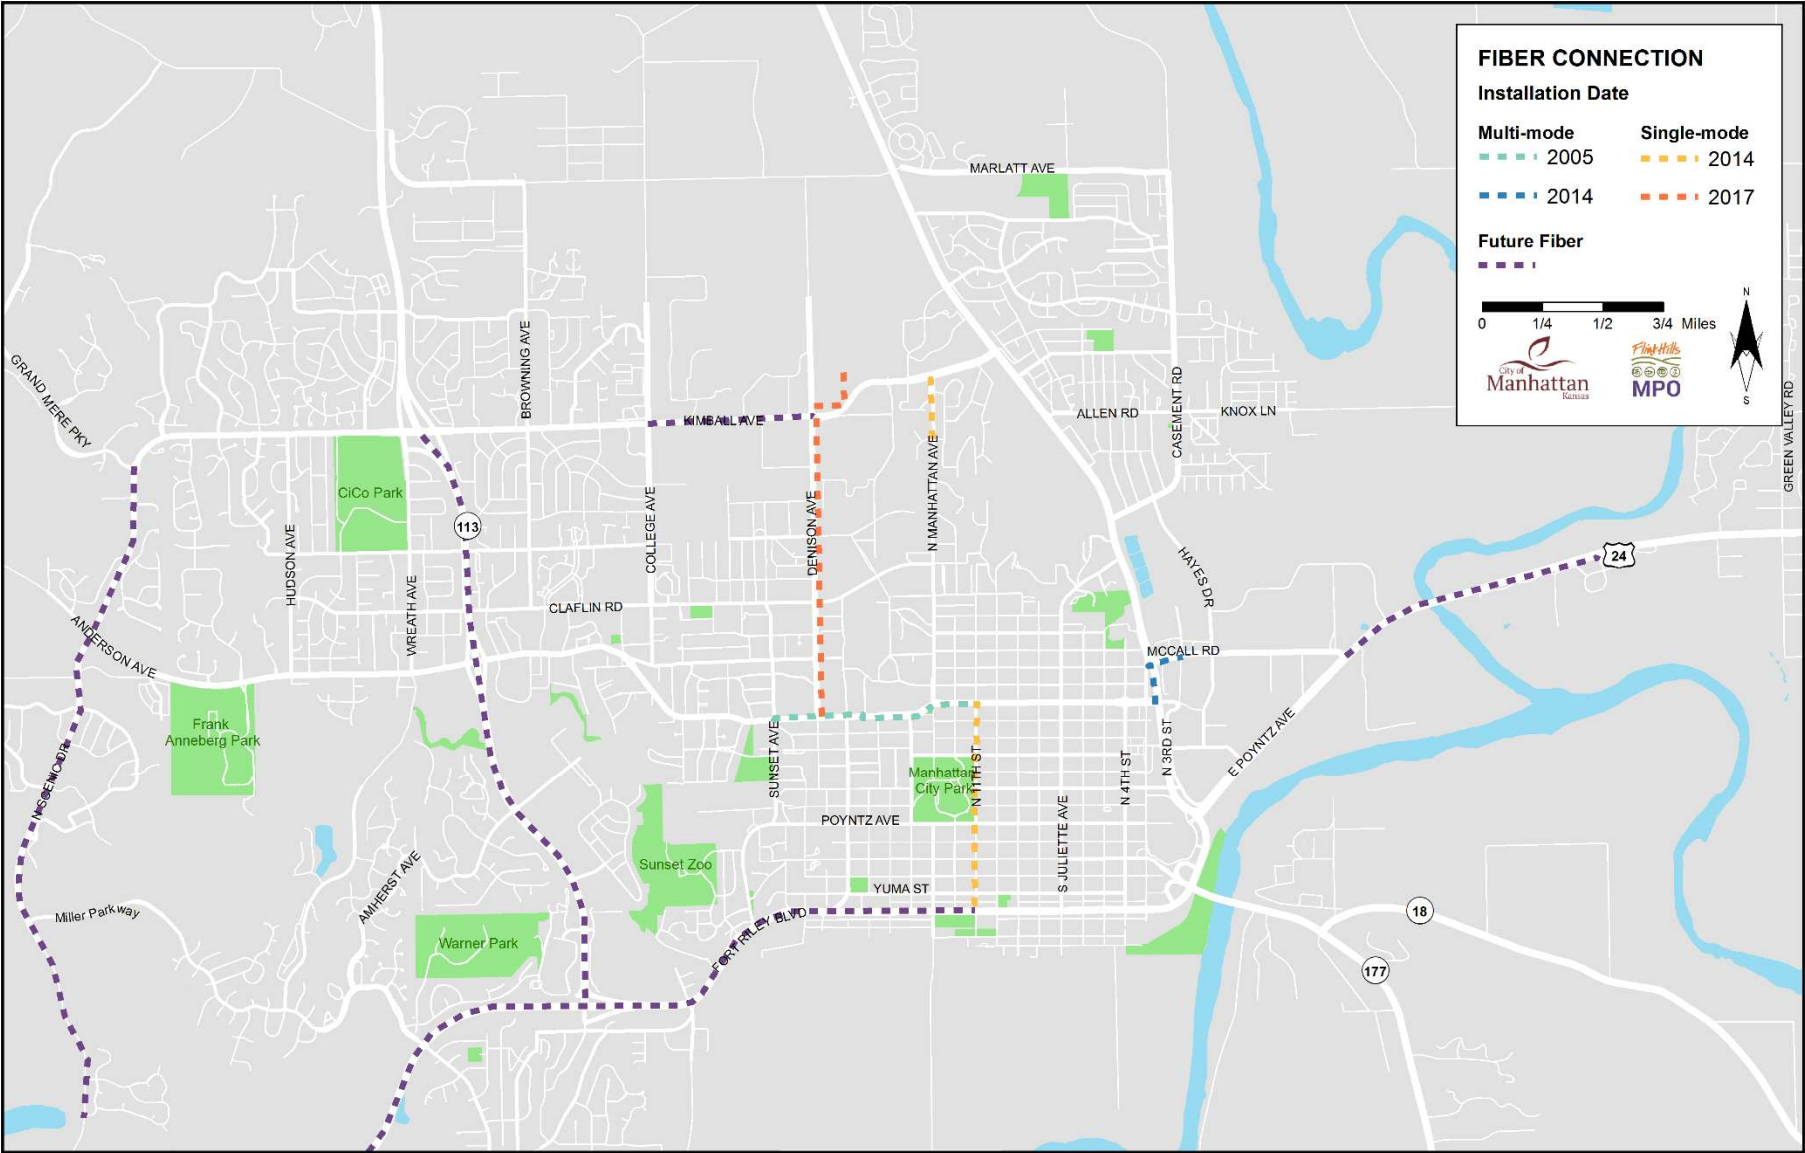 FIBER CONNECTION
Installation Date
Multi-mode
Single-mode
2005
2014
2014
2017
Future Fiber
N
0 1/4 1/2 3/4 Miles
City of
Manhattan
Kansas
Flint Hills
MPO
S
MARLATT AVE
GRAND MERE PKY
BROWNING AVE
KIMBALL AVE
ALLEN RD
CASEMENT RD
KNOX LN
GREEN VALLEY RD
CiCo Park
113
HUDSON AVE
COLLEGE AVE
DENISON AVE
N MANHATTAN AVE
HAYES DR
24
WREATH AVE
CLAFLIN RD
ANDERSON AVE
MCCALL RD
Frank
Anneberg Park
SUNSET AVE
N 11TH ST
N 3RD ST
N 4TH ST
E POYNTZ AVE
N SCENIC DR
Manhattan
City Park
POYNTZ AVE
S JULIETTE AVE
Sunset Zoo
AMHERST AVE
YUMA ST
Miller Parkway
Warner Park
FORT RILEY BLVD
18
177